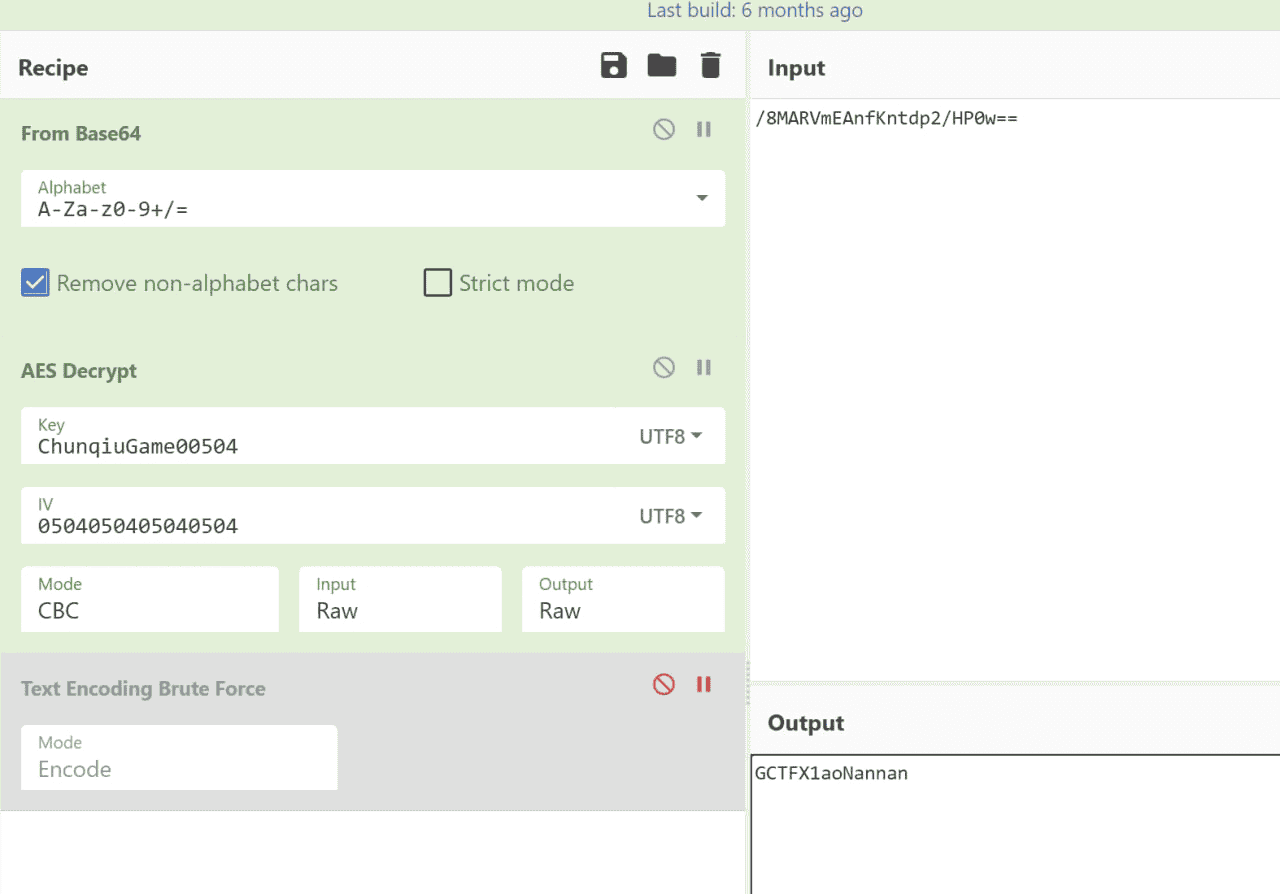 Last build: 6 months ago
Recipe
From Base64
Alphabet
A-Za-z0-9+/=
Remove non-alphabet chars
Strict mode
AES Decrypt
Key
ChunqiuGame00504
UTF8
IV
0504050405040504
UTF8
Mode
CBC
Input
Raw
Output
Raw
Text Encoding Brute Force
Mode
Encode
Input
/8MARVmEAnfKntdp2/HP0w==
Output
GCTFX1aoNannan